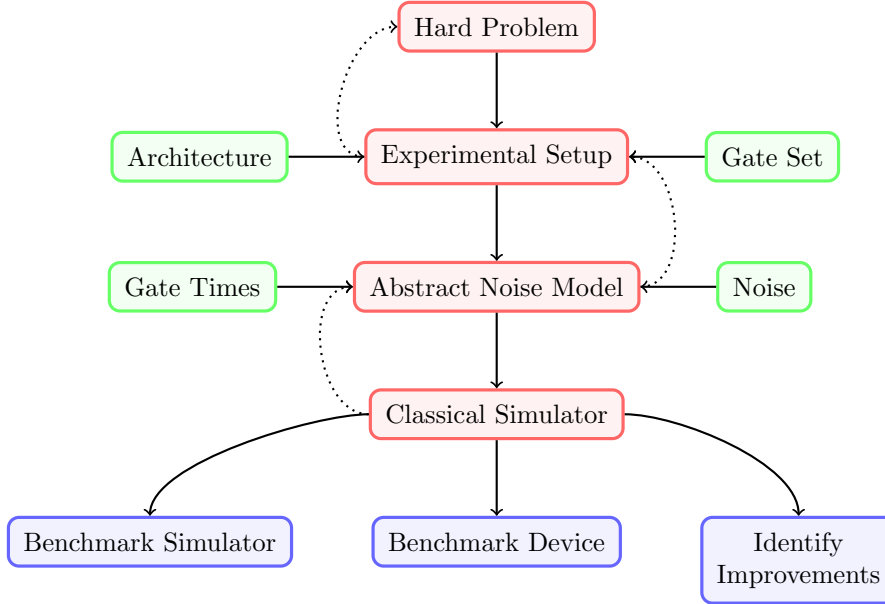 Hard Problem
Architecture
Experimental Setup
Gate Set
Gate Times
Abstract Noise Model
Noise
Classical Simulator
Benchmark Simulator
Benchmark Device
Identify
Improvements